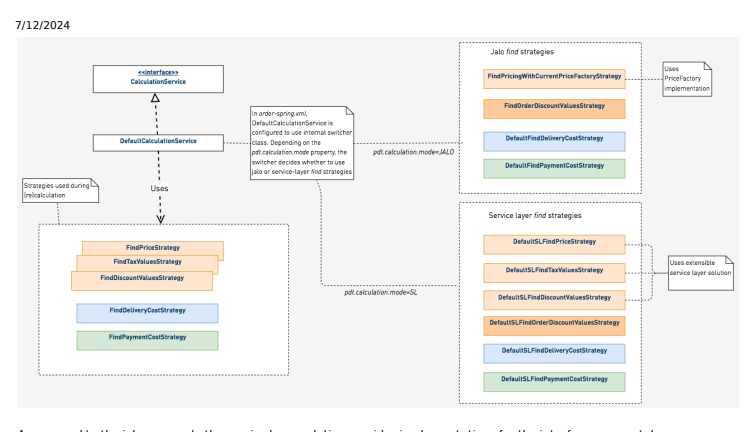 7/12/2024
<<interface>>
CalculationService
DefaultCalculationService
Uses
Strategies used during
(re)calculation
FindPriceStrategy
FindTaxValuesStrategy
FindDiscountValuesStrategy
FindDeliveryCostStrategy
FindPaymentCostStrategy
In order-spring.xml,
DefaultCalculationService is
configured to use internal switcher
class. Depending on the
pdt.calculation.mode property, the
switcher decides whether to use
jalo or service-layer find strategies
pdt.calculation.mode=JALO
pdt.calculation.mode=SL
Jalo find strategies
FindPricingWithCurrentPriceFactoryStrategy
FindOrderDiscountValuesStrategy
DefaultFindDeliveryCostStrategy
DefaultFindPaymentCostStrategy
Uses
PriceFactory
implementation
Service layer find strategies
DefaultSLFindPriceStrategy
DefaultSLFindTaxValuesStrategy
DefaultSLFindDiscountValuesStrategy
DefaultSLFindOrderDiscountValuesStrategy
DefaultSLFindDeliveryCostStrategy
DefaultSLFindPaymentCostStrategy
Uses extensible
service layer solution